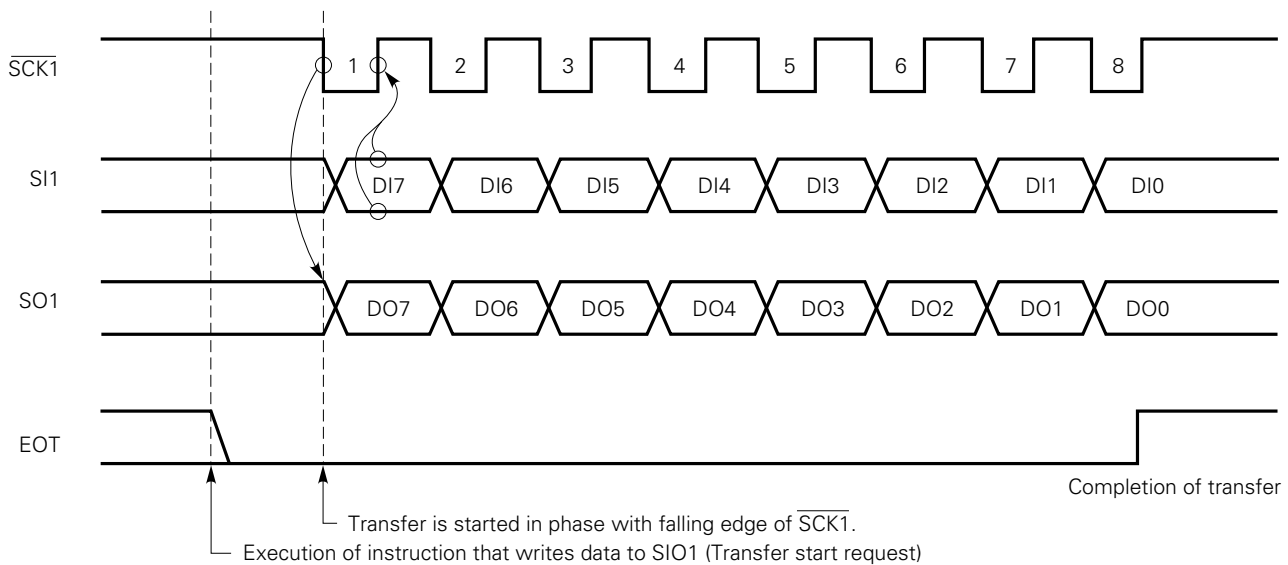 SCK1 1 2 3 4 5 6 7 8
SI1 DI7 DI6 DI5 DI4 DI3 DI2 DI1 DI0
SO1 DO7 DO6 DO5 DO4 DO3 DO2 DO1 DO0
EOT
Completion of transfer
Transfer is started in phase with falling edge of SCK1.
Execution of instruction that writes data to SIO1 (Transfer start request)